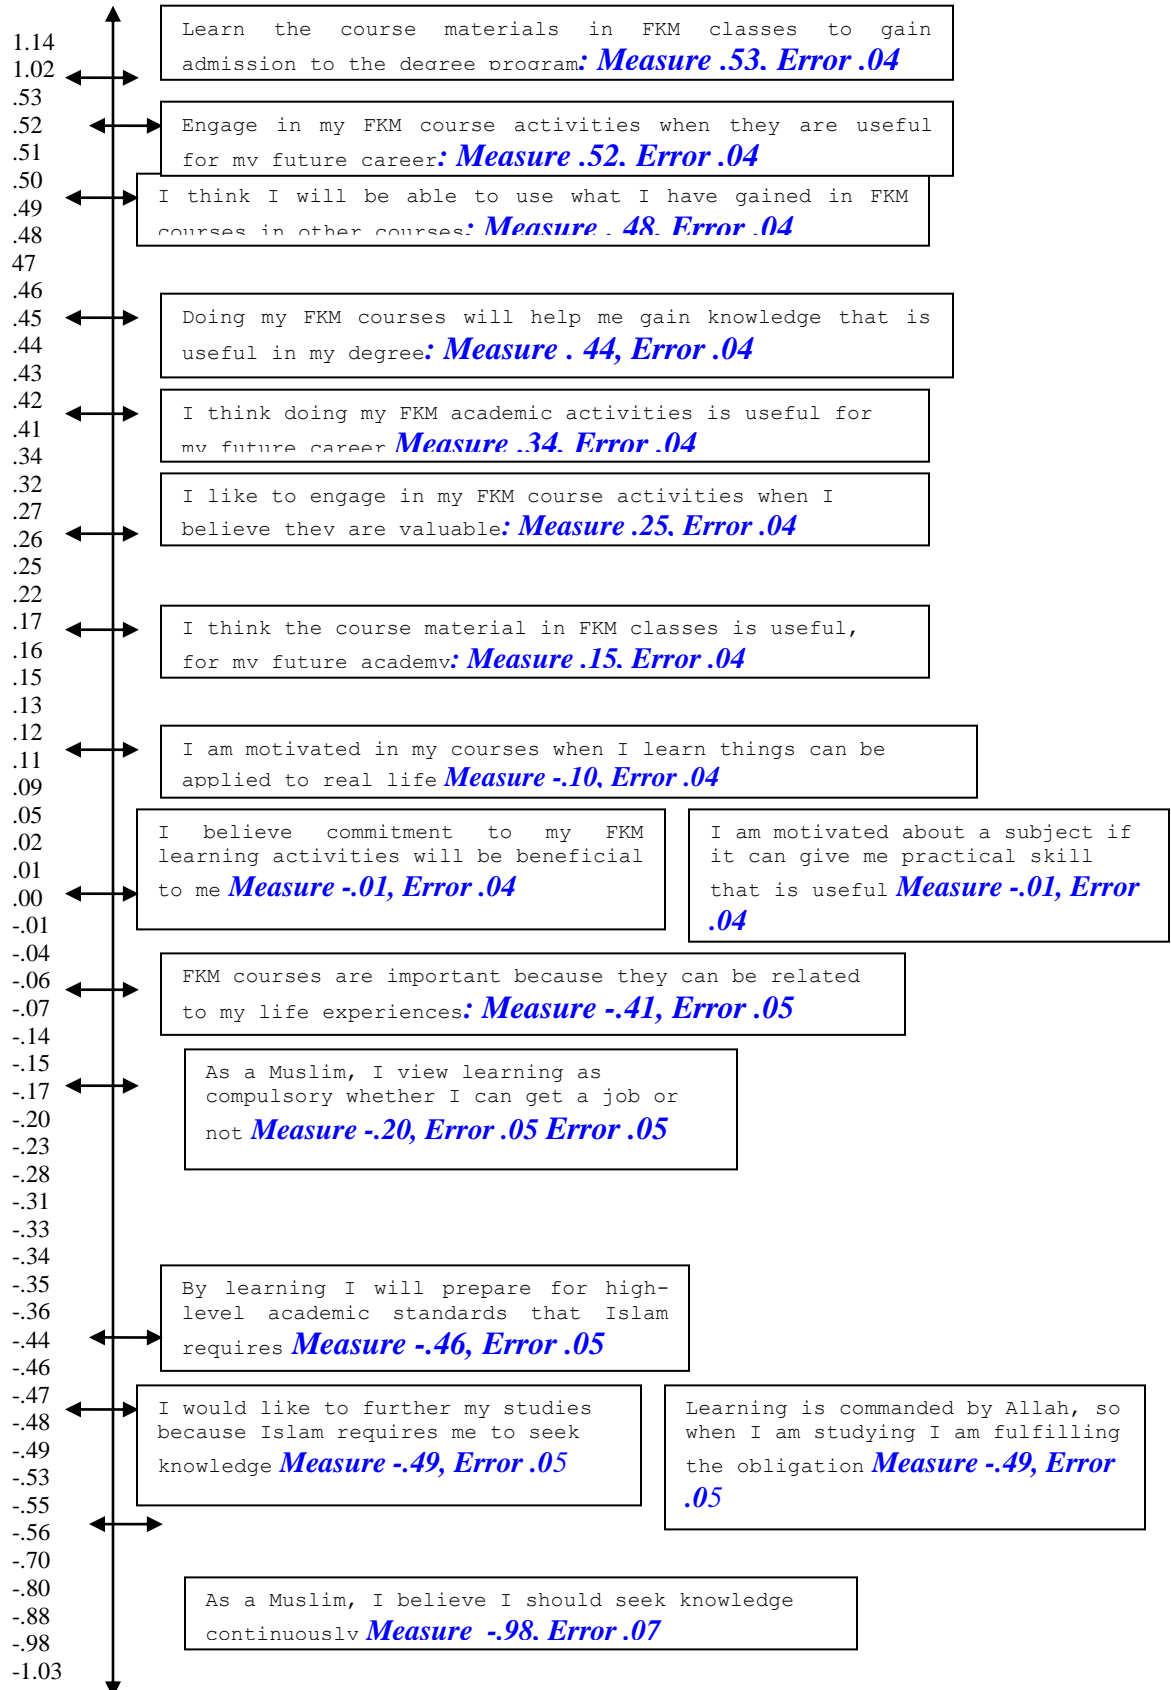 1.14
1.02
.53
.52
.51
.50
.49
.48
47
.46
.45
.44
.43
.42
.41
.34
.32
.27
.26
.25
.22
.17
.16
.15
.13
.12
.11
.09
.05
.02
.01
.00
-.01
-.04
-.06
-.07
-.14
-.15
-.17
-.20
-.23
-.28
-.31
-.33
-.34
-.35
-.36
-.44
-.46
-.47
-.48
-.49
-.53
-.55
-.56
-.70
-.80
-.88
-.98
-1.03
Learn the course materials in FKM classes to gain
admission to the degree program: Measure .53. Error .04
Engage in my FKM course activities when they are useful
for my future career: Measure .52. Error .04
I think I will be able to use what I have gained in FKM
courses in other courses: Measure . 48. Error .04
Doing my FKM courses will help me gain knowledge that is
useful in my degree: Measure . 44, Error .04
I think doing my FKM academic activities is useful for
my future career Measure .34. Error .04
I like to engage in my FKM course activities when I
believe they are valuable: Measure .25. Error .04
I think the course material in FKM classes is useful,
for my future academy: Measure .15. Error .04
I am motivated in my courses when I learn things can be
applied to real life Measure -.10, Error .04
I believe commitment to my FKM
learning activities will be beneficial
to me Measure -.01, Error .04
I am motivated about a subject if
it can give me practical skill
that is useful Measure -.01, Error
.04
FKM courses are important because they can be related
to my life experiences: Measure -.41, Error .05
As a Muslim, I view learning as
compulsory whether I can get a job or
not Measure -.20, Error .05 Error .05
By learning I will prepare for high-
level academic standards that Islam
requires Measure -.46, Error .05
I would like to further my studies
because Islam requires me to seek
knowledge Measure -.49, Error .05
Learning is commanded by Allah, so
when I am studying I am fulfilling
the obligation Measure -.49, Error
.05
As a Muslim, I believe I should seek knowledge
continuously Measure -.98. Error .07